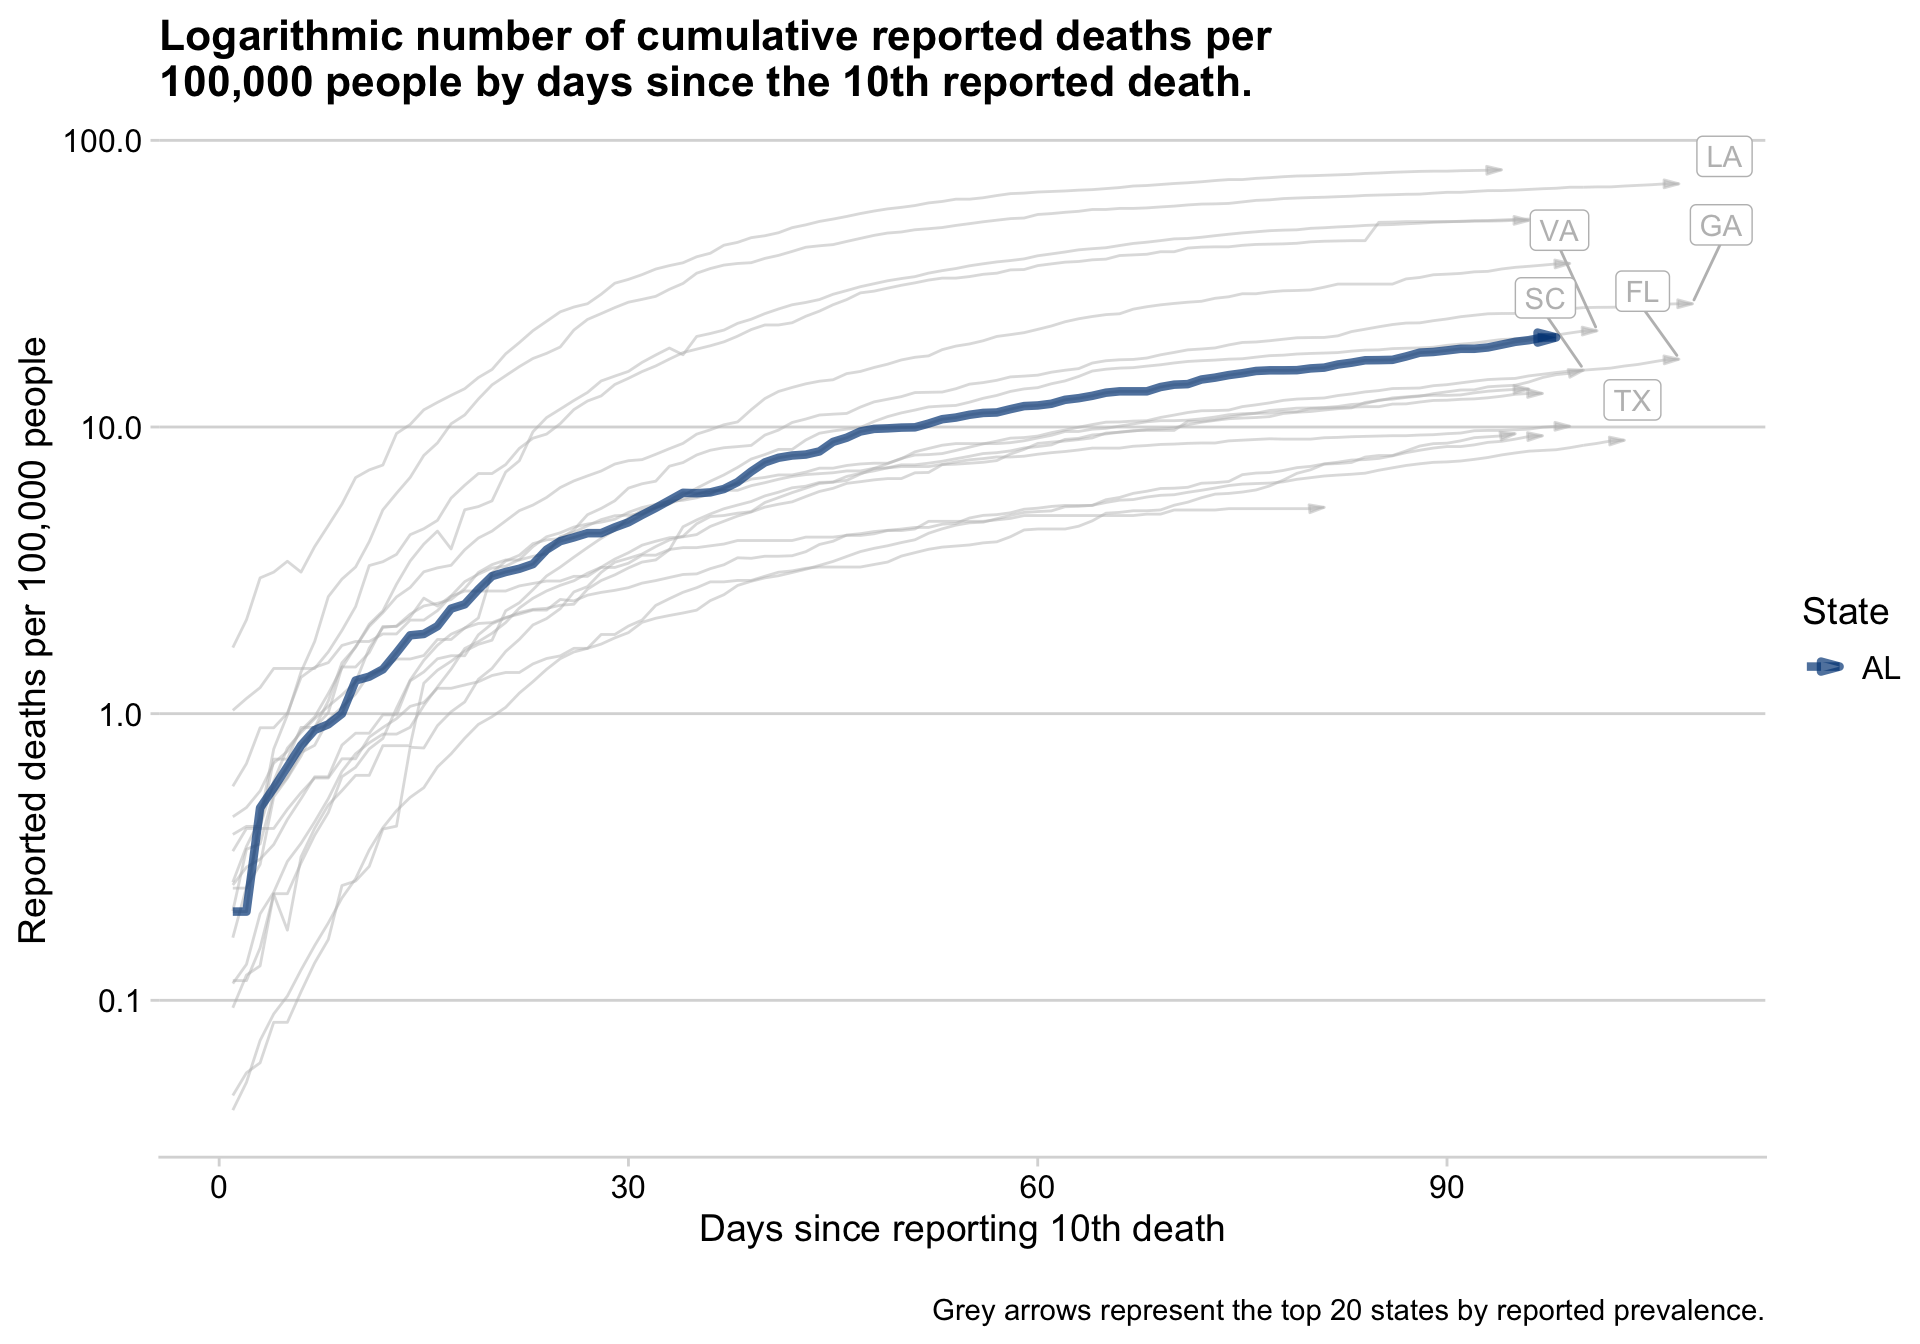 Logarithmic number of cumulative reported deaths per
100,000 people by days since the 10th reported death.
Reported deaths per 100,000 people
100.0
10.0
1.0
0.1
LA
GA
VA
FL
SC
TX
State
AL
0 30 60 90
Days since reporting 10th death
Grey arrows represent the top 20 states by reported prevalence.